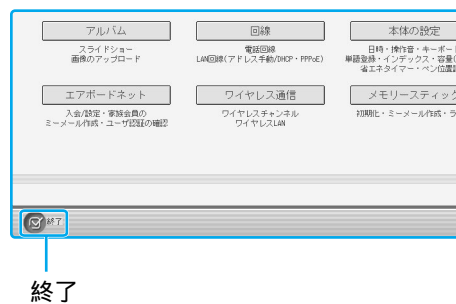 アルバム
スライドショー
画像のアップロード
回線
電話回線
LAN回線(アドレス手動/DHCP・PPPoE)
本体の設定
日時・操作音・キーボー
単語登録・インデックス・容量(
省エネタイマー・ペン位置
エアボードネット
入会/設定・家族会員の
ミーメール作成・ユーザ認証の確認
ワイヤレス通信
ワイヤレスチャンネル
ワイヤレスLAN
メモリースティック
初期化・ミーメール作成・ラ
終了
終了